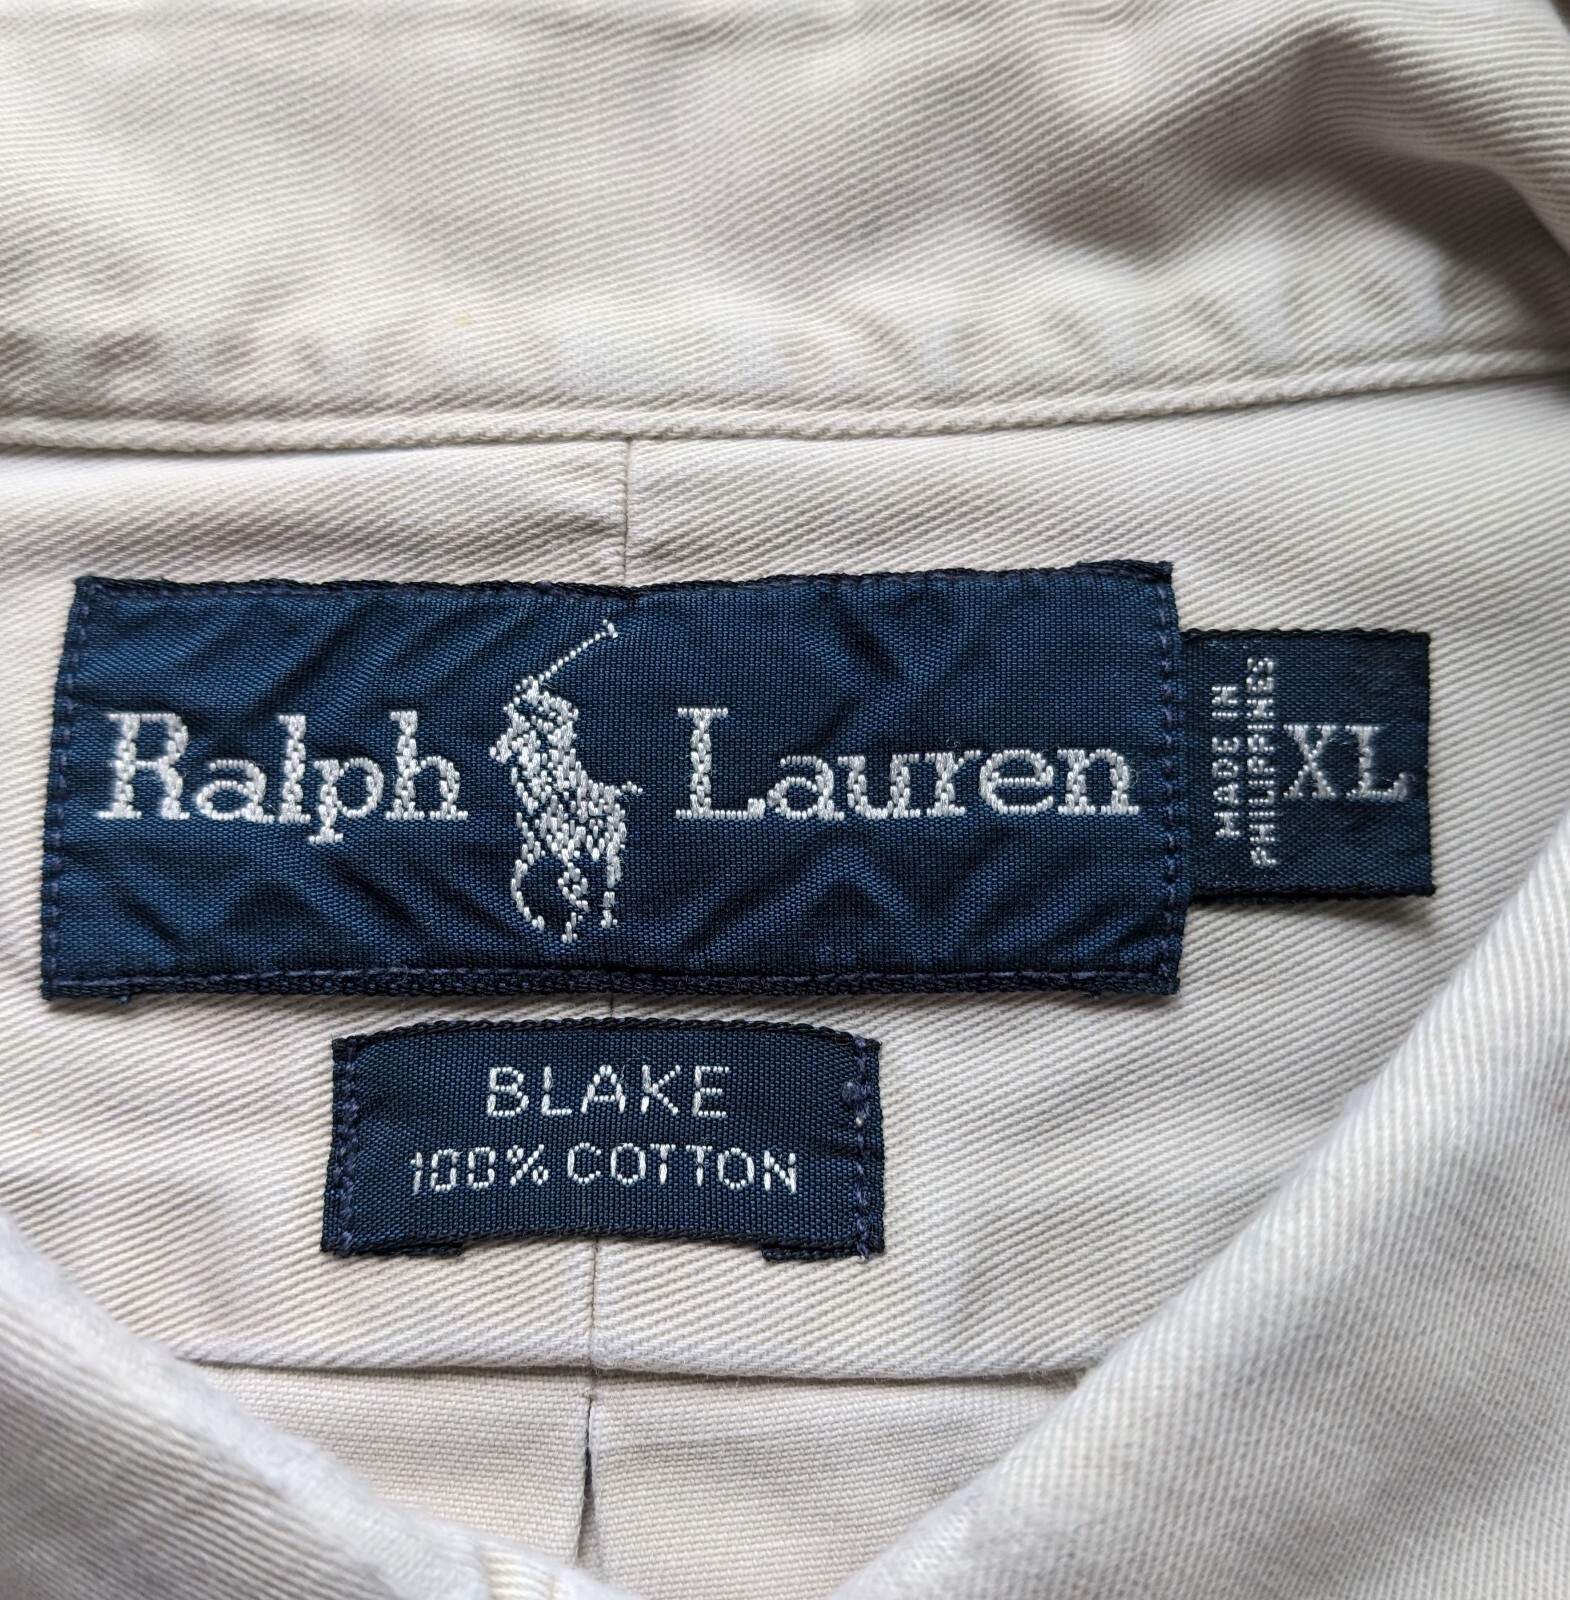 Ralph Lauren
MADE IN
PHILIPPINES
XL
BLAKE
100% COTTON